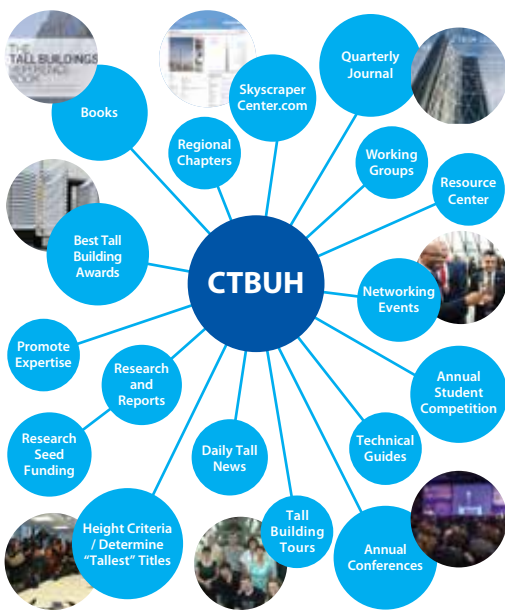 THE
TALL BUILDINGS
REFERENCE
BOOK
Books
Skyscraper
Center.com
Quarterly
Journal
Regional
Chapters
Working
Groups
Resource
Center
Best Tall
Building
Awards
CTBUH
Networking
Events
Promote
Expertise
Research
and
Reports
Annual
Student
Competition
Research
Seed
Funding
Daily Tall
News
Technical
Guides
Height Criteria
/ Determine
“Tallest” Titles
Tall
Building
Tours
Annual
Conferences